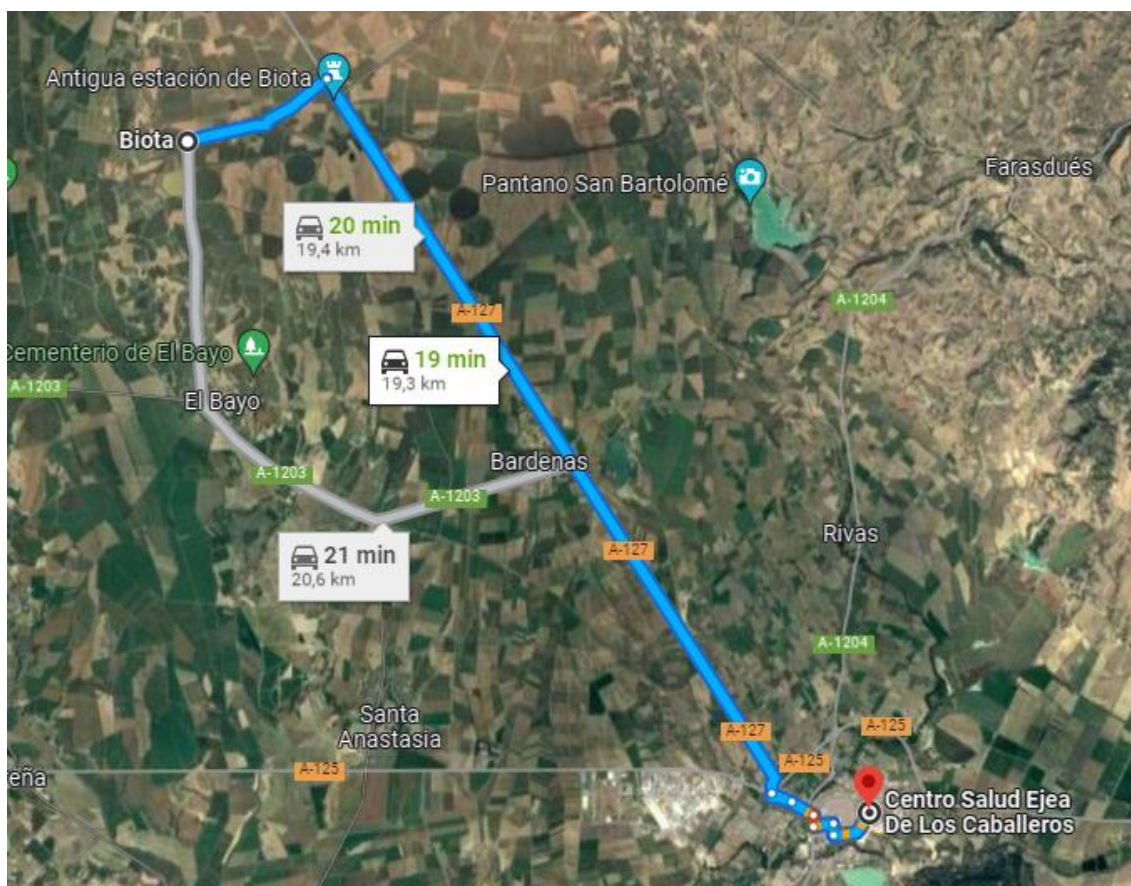 Antigua estación de Biota
Biota
Pantano San Bartolomé
Farasdués
20 min
19,4 km
A-127
A-1204
Cementerio de El Bayo
19 min
19,3 km
A-1203
El Bayo
Bardenas
A-1203
A-1203
21 min
20,6 km
A-127
Rivas
A-1204
Santa
Anastasia
A-127
A-125
A-125
A-125
eña
Centro Salud Ejea
De Los Caballeros